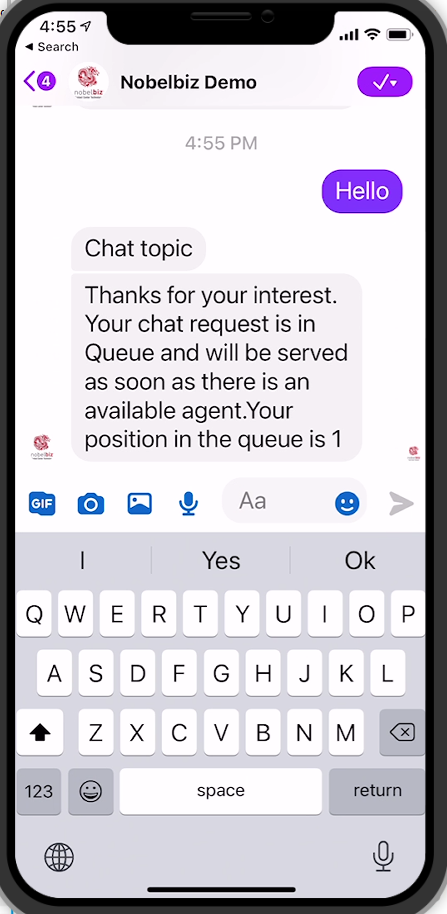 4:55
Search
4
nobelbiz
Nobelbiz Demo
4:55 PM
Hello
Chat topic
Thanks for your interest.
Your chat request is in
Queue and will be served
as soon as there is an
available agent.Your
position in the queue is 1
nobelbiz
GIF
Aa
I Yes Ok
Q W E R T Y U I O P
A S D F G H J K L
Z X C V B N M
123 space return